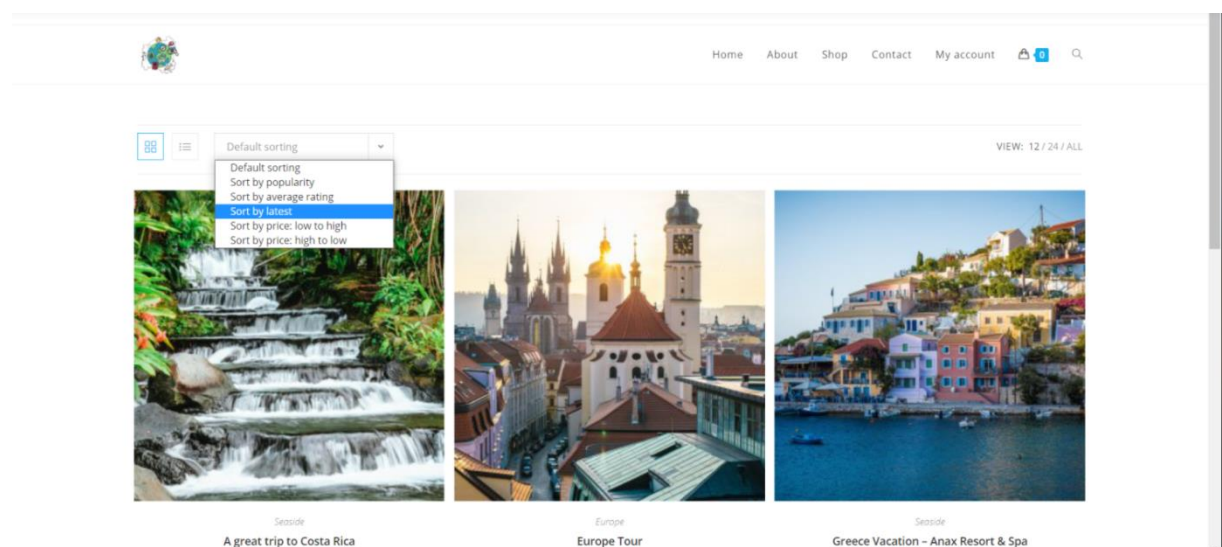 Home About Shop Contact My account 0
Default sorting
VIEW: 12 / 24 / ALL
Default sorting
Sort by popularity
Sort by average rating
Sort by latest
Sort by price: low to high
Sort by price: high to low
Seaside Europe Seaside
A great trip to Costa Rica Europe Tour Greece Vacation – Anax Resort & Spa